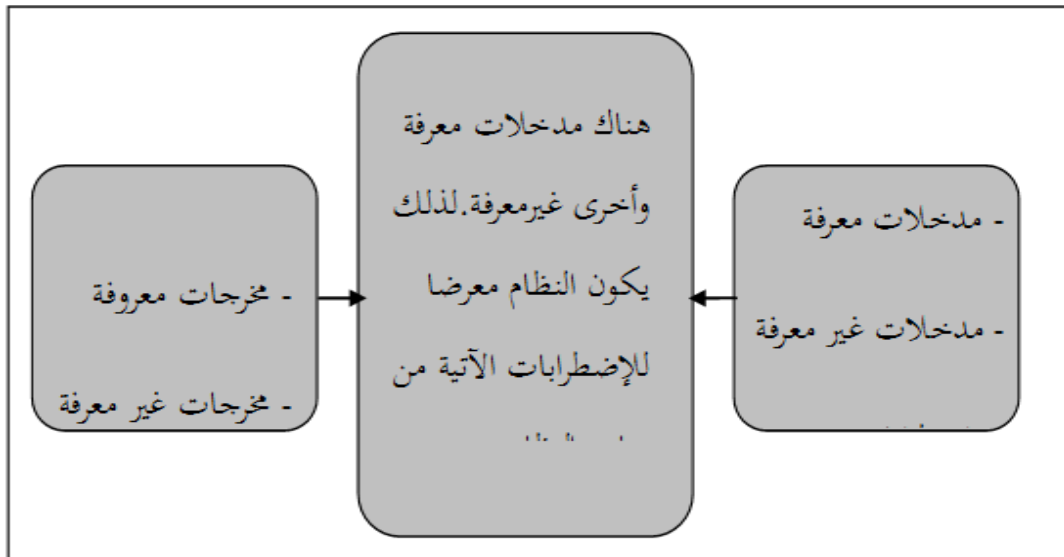 - مدخلات معرفة
- مدخلات غير معرفة
هناك مدخلات معرفة
وأخرى غيرمعرفة.لذلك
يكون النظام معرضا
للإضطرابات الآتية من
- مخرجات معروفة
- مخرجات غير معرفة